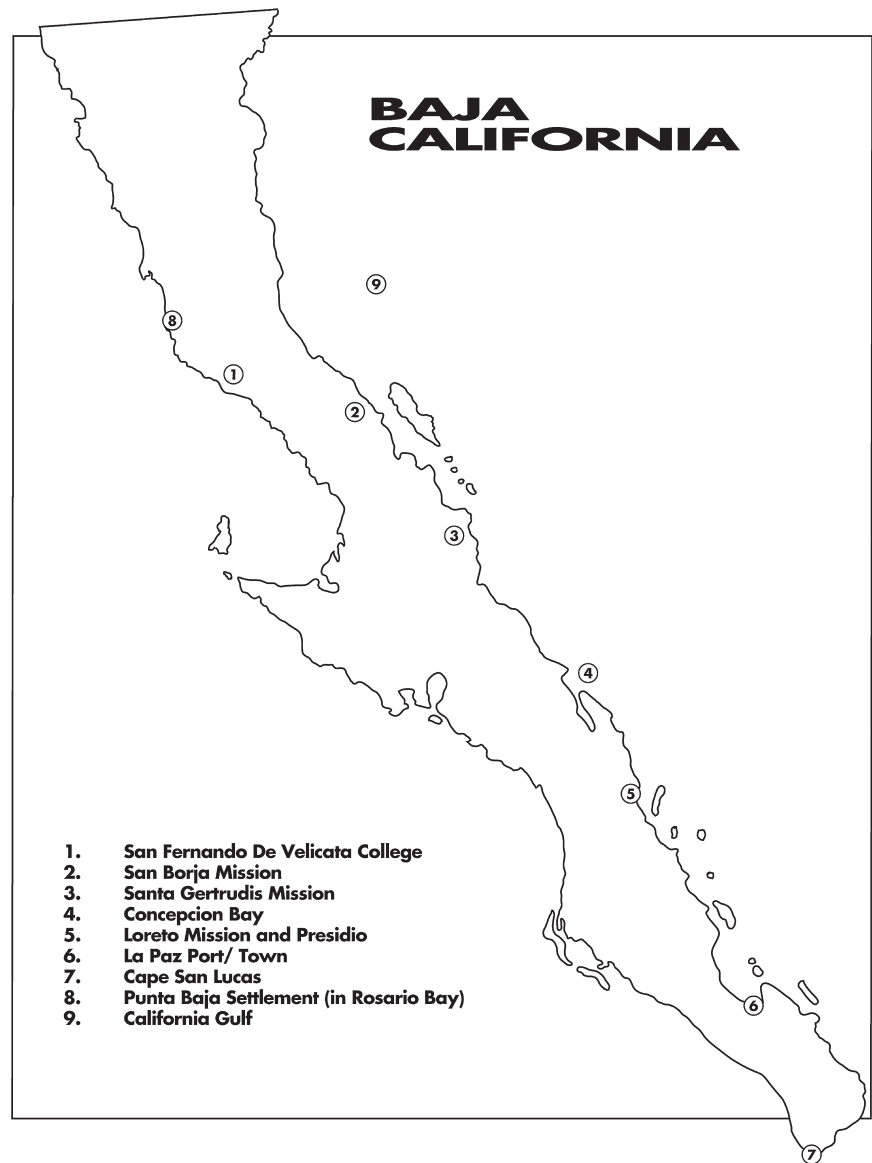 BAJA
CALIFORNIA
9
8
1
2
3
4
5
1. San Fernando De Velicata College
2. San Borja Mission
3. Santa Gertrudis Mission
4. Concepcion Bay
5. Loreto Mission and Presidio
6. La Paz Port/ Town
7. Cape San Lucas
8. Punta Baja Settlement (in Rosario Bay)
9. California Gulf
6
7